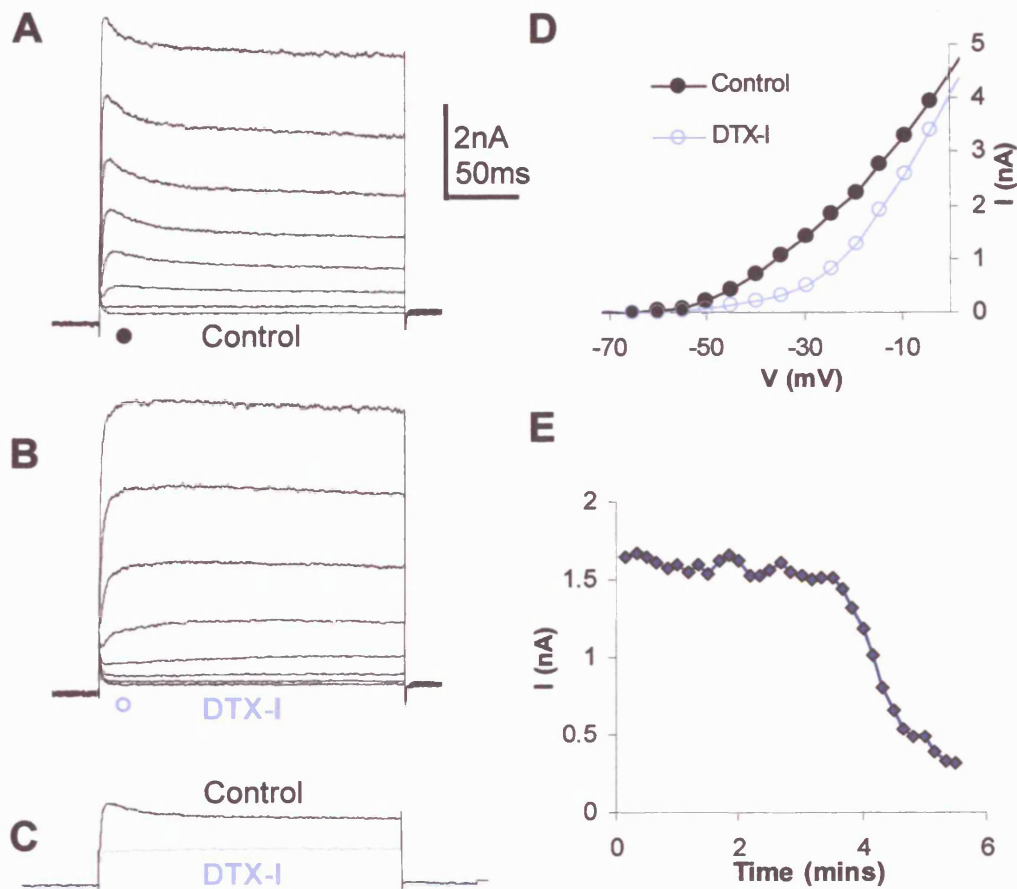 A
2nA
50ms
Control
B
DTX-I
C
Control
DTX-I
D
Control
DTX-I
5
4
3
2
1
0
I (nA)
-70
-50
-30
-10
V (mV)
E
2
1.5
1
0.5
0
I (nA)
0
2
4
6
Time (mins)